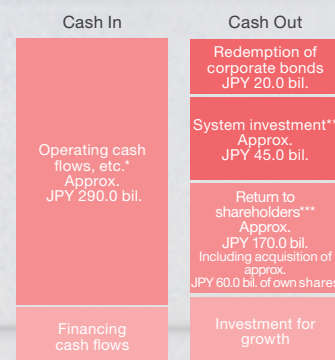 Cash In
Cash Out
Operating cash
flows, etc.*
Approx.
JPY 290.0 bil.
Financing
cash flows
Redemption of
corporate bonds
JPY 20.0 bil.
System investment**
Approx.
JPY 45.0 bil.
Return to
shareholders***
Approx.
JPY 170.0 bil.
Including acquisition of
approx.
JPY 60.0 bil. of own shares
Investment for
growth